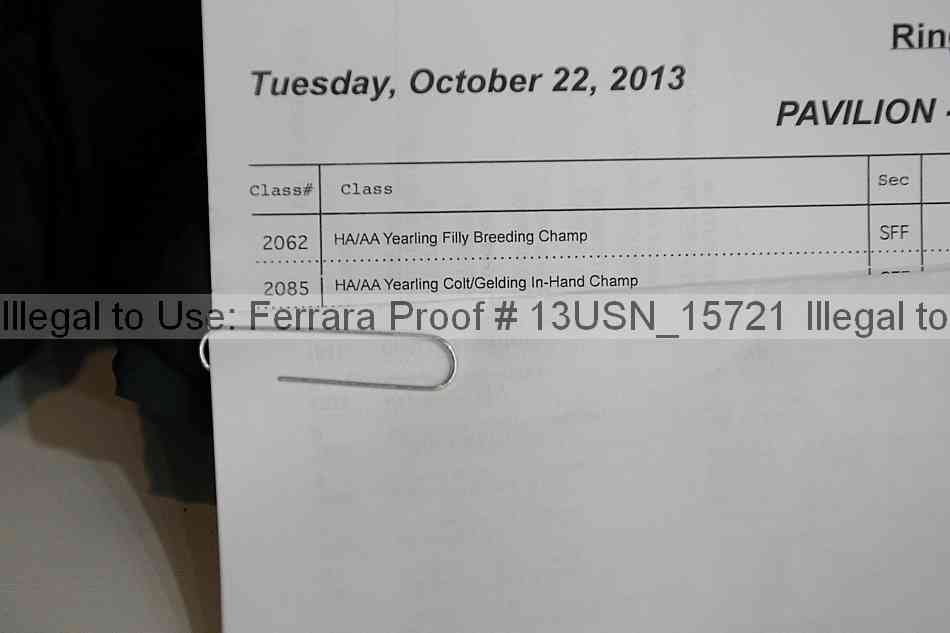 Rin
Tuesday, October 22, 2013
PAVILION -
Class# Class Sec
2062 HA/AA Yearling Filly Breeding Champ SFF
2085 HA/AA Yearling Colt/Gelding In-Hand Champ
Illegal to Use: Ferrara Proof # 13USN_15721 Illegal to